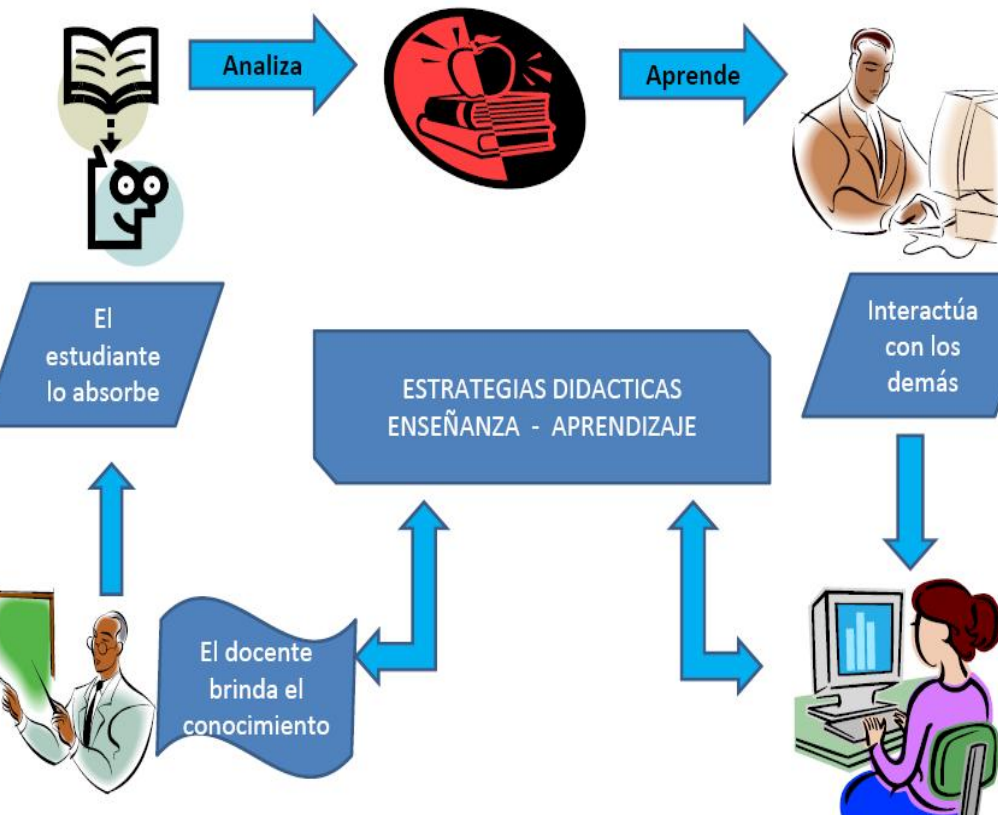 Analiza
Aprende
El
estudiante
lo absorbe
ESTRATEGIAS DIDACTICAS
ENSEÑANZA - APRENDIZAJE
Interactúa
con los
demás
El docente
brinda el
conocimiento